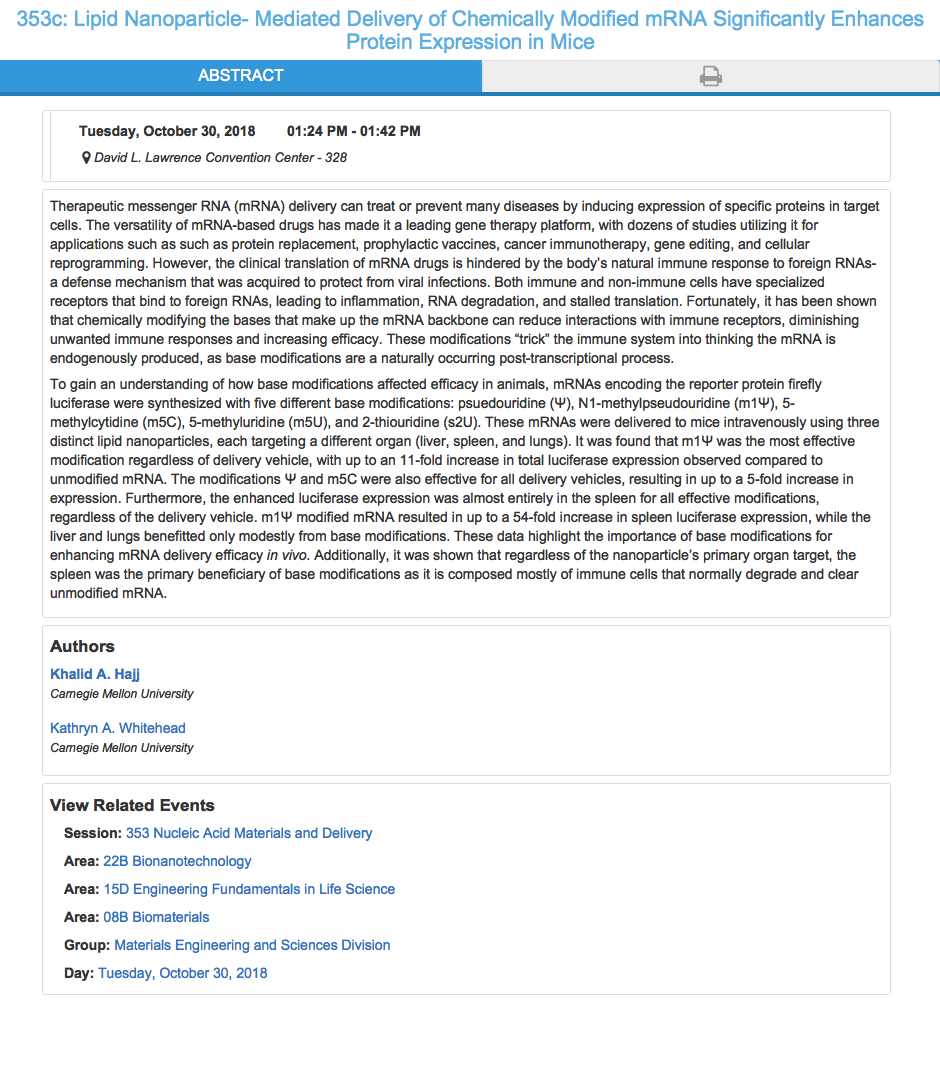 353c: Lipid Nanoparticle- Mediated Delivery of Chemically Modified mRNA Significantly Enhances
Protein Expression in Mice
ABSTRACT
Tuesday, October 30, 2018 01:24 PM - 01:42 PM
David L. Lawrence Convention Center - 328
Therapeutic messenger RNA (mRNA) delivery can treat or prevent many diseases by inducing expression of specific proteins in target
cells. The versatility of mRNA-based drugs has made it a leading gene therapy platform, with dozens of studies utilizing it for
applications such as such as protein replacement, prophylactic vaccines, cancer immunotherapy, gene editing, and cellular
reprogramming. However, the clinical translation of mRNA drugs is hindered by the body's natural immune response to foreign RNAs-
a defense mechanism that was acquired to protect from viral infections. Both immune and non-immune cells have specialized
receptors that bind to foreign RNAs, leading to inflammation, RNA degradation, and stalled translation. Fortunately, it has been shown
that chemically modifying the bases that make up the mRNA backbone can reduce interactions with immune receptors, diminishing
unwanted immune responses and increasing efficacy. These modifications “trick” the immune system into thinking the mRNA is
endogenously produced, as base modifications are a naturally occurring post-transcriptional process.
To gain an understanding of how base modifications affected efficacy in animals, mRNAs encoding the reporter protein firefly
luciferase were synthesized with five different base modifications: psuedouridine (Ψ), N1-methylpseudouridine (m1Ψ), 5-
methylcytidine (m5C), 5-methyluridine (m5U), and 2-thiouridine (s2U). These mRNAs were delivered to mice intravenously using three
distinct lipid nanoparticles, each targeting a different organ (liver, spleen, and lungs). It was found that m1Ψ was the most effective
modification regardless of delivery vehicle, with up to an 11-fold increase in total luciferase expression observed compared to
unmodified mRNA. The modifications Ψ and m5C were also effective for all delivery vehicles, resulting in up to a 5-fold increase in
expression. Furthermore, the enhanced luciferase expression was almost entirely in the spleen for all effective modifications,
regardless of the delivery vehicle. m1Ψ modified mRNA resulted in up to a 54-fold increase in spleen luciferase expression, while the
liver and lungs benefitted only modestly from base modifications. These data highlight the importance of base modifications for
enhancing mRNA delivery efficacy in vivo. Additionally, it was shown that regardless of the nanoparticle's primary organ target, the
spleen was the primary beneficiary of base modifications as it is composed mostly of immune cells that normally degrade and clear
unmodified mRNA.
Authors
Khalid A. Hajj
Carnegie Mellon University
Kathryn A. Whitehead
Carnegie Mellon University
View Related Events
Session: 353 Nucleic Acid Materials and Delivery
Area: 22B Bionanotechnology
Area: 15D Engineering Fundamentals in Life Science
Area: 08B Biomaterials
Group: Materials Engineering and Sciences Division
Day: Tuesday, October 30, 2018